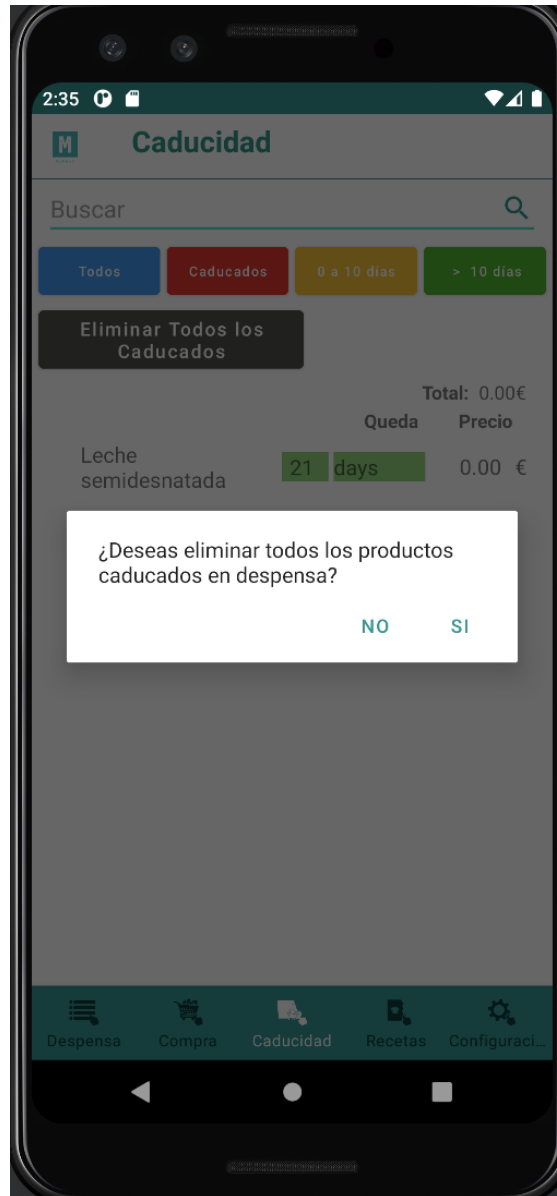 2:35
M
Caducidad
Buscar
Todos
Caducados
0 a 10 días
> 10 días
Eliminar Todos los
Caducados
Total: 0.00€
Queda Precio
Leche
semidesnatada
21 days 0.00 €
¿Deseas eliminar todos los productos
caducados en despensa?
NO SI
Despensa Compra Caducidad Recetas Configuraci...